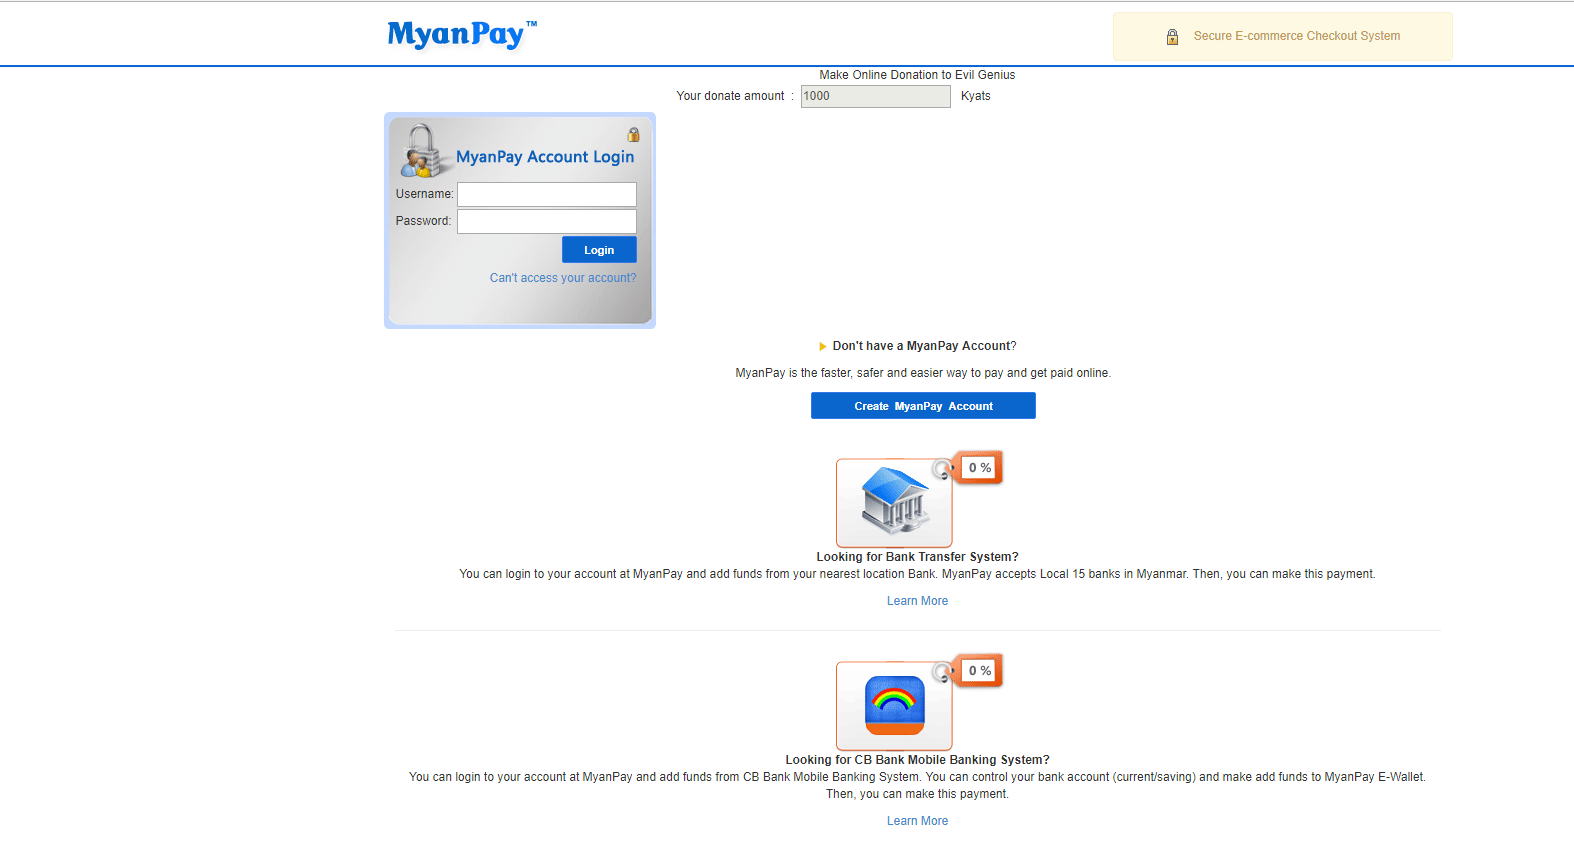 MyanPay™
Secure E-commerce Checkout System
Make Online Donation to Evil Genius
Your donate amount : 1000 Kyats
MyanPay Account Login
Username:
Password:
Login
Can't access your account?
Don't have a MyanPay Account?
MyanPay is the faster, safer and easier way to pay and get paid online.
Create MyanPay Account
0 %
Looking for Bank Transfer System?
You can login to your account at MyanPay and add funds from your nearest location Bank. MyanPay accepts Local 15 banks in Myanmar. Then, you can make this payment.
Learn More
0 %
Looking for CB Bank Mobile Banking System?
You can login to your account at MyanPay and add funds from CB Bank Mobile Banking System. You can control your bank account (current/saving) and make add funds to MyanPay E-Wallet.
Then, you can make this payment.
Learn More